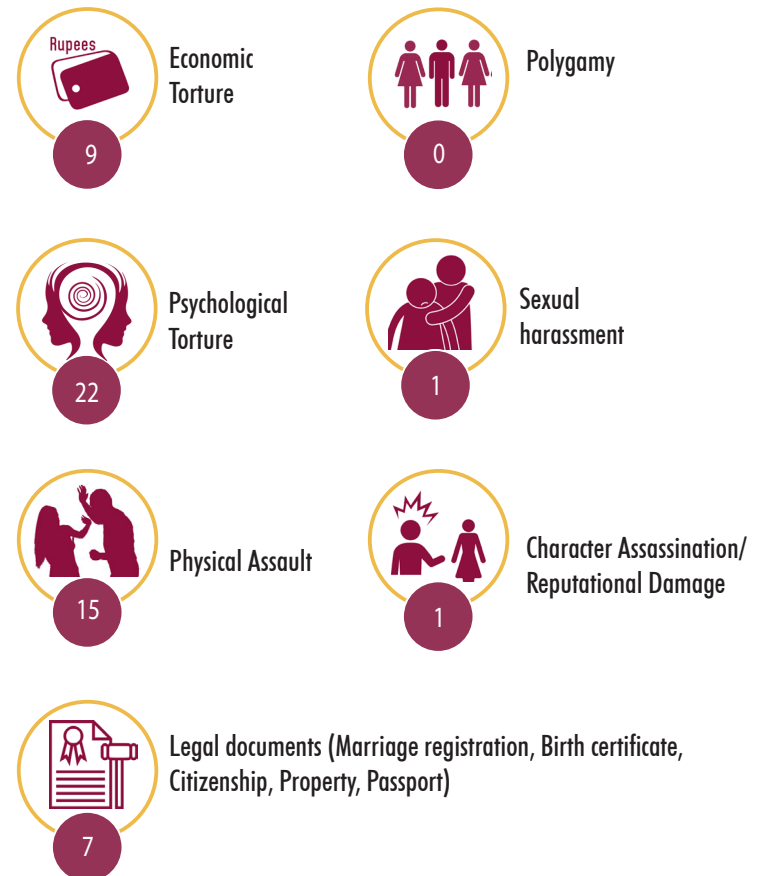 Rupees
Economic
Torture
9
Polygamy
0
Psychological
Torture
22
Sexual
harassment
1
Physical Assault
15
Character Assassination/
Reputational Damage
1
Legal documents (Marriage registration, Birth certificate,
Citizenship, Property, Passport)
7